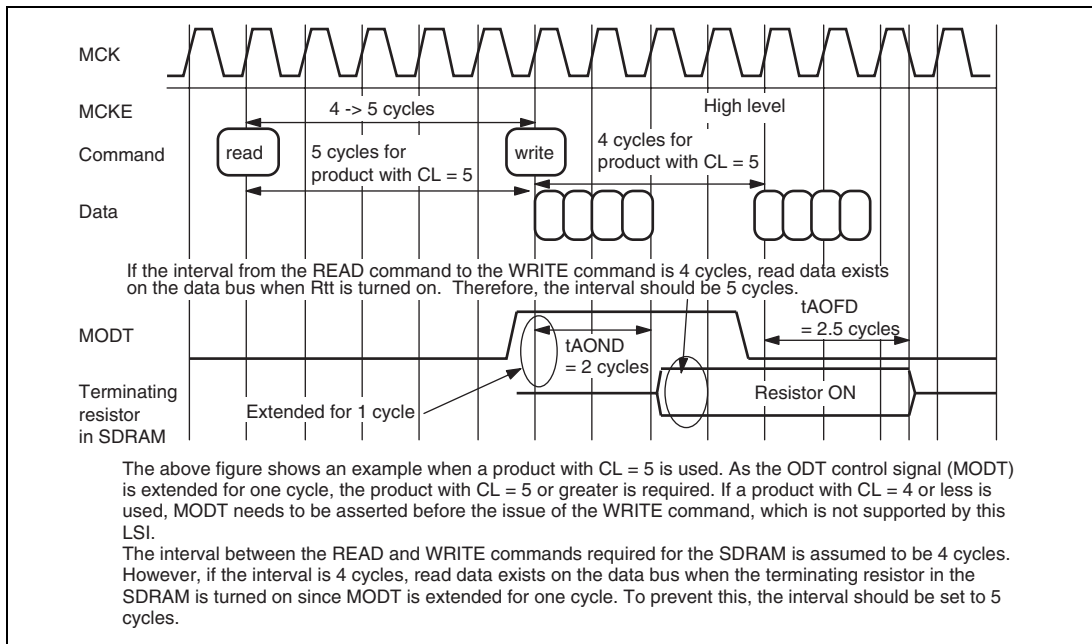 MCK
MCKE
4 -> 5 cycles
High level
Command
read
write
5 cycles for
product with CL = 5
4 cycles for
product with CL = 5
Data
If the interval from the READ command to the WRITE command is 4 cycles, read data exists
on the data bus when Rtt is turned on.  Therefore, the interval should be 5 cycles.
MODT
tAOND
= 2 cycles
tAOFD
= 2.5 cycles
Terminating
resistor
in SDRAM
Extended for 1 cycle
Resistor ON
The above figure shows an example when a product with CL = 5 is used. As the ODT control signal (MODT)
is extended for one cycle, the product with CL = 5 or greater is required. If a product with CL = 4 or less is
used, MODT needs to be asserted before the issue of the WRITE command, which is not supported by this
LSI.
The interval between the READ and WRITE commands required for the SDRAM is assumed to be 4 cycles.
However, if the interval is 4 cycles, read data exists on the data bus when the terminating resistor in the
SDRAM is turned on since MODT is extended for one cycle. To prevent this, the interval should be set to 5
cycles.